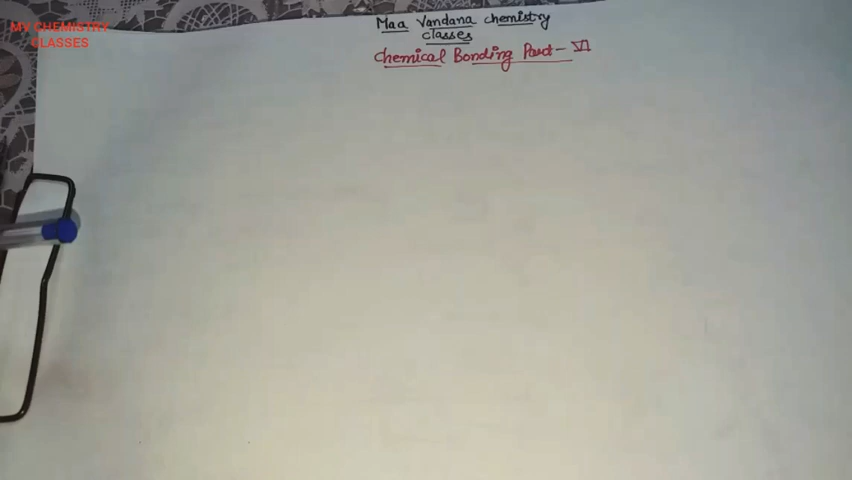 MV CHEMISTRY
CLASSES
Maa Vandana chemistry
classes
Chemical Bonding Part - VI